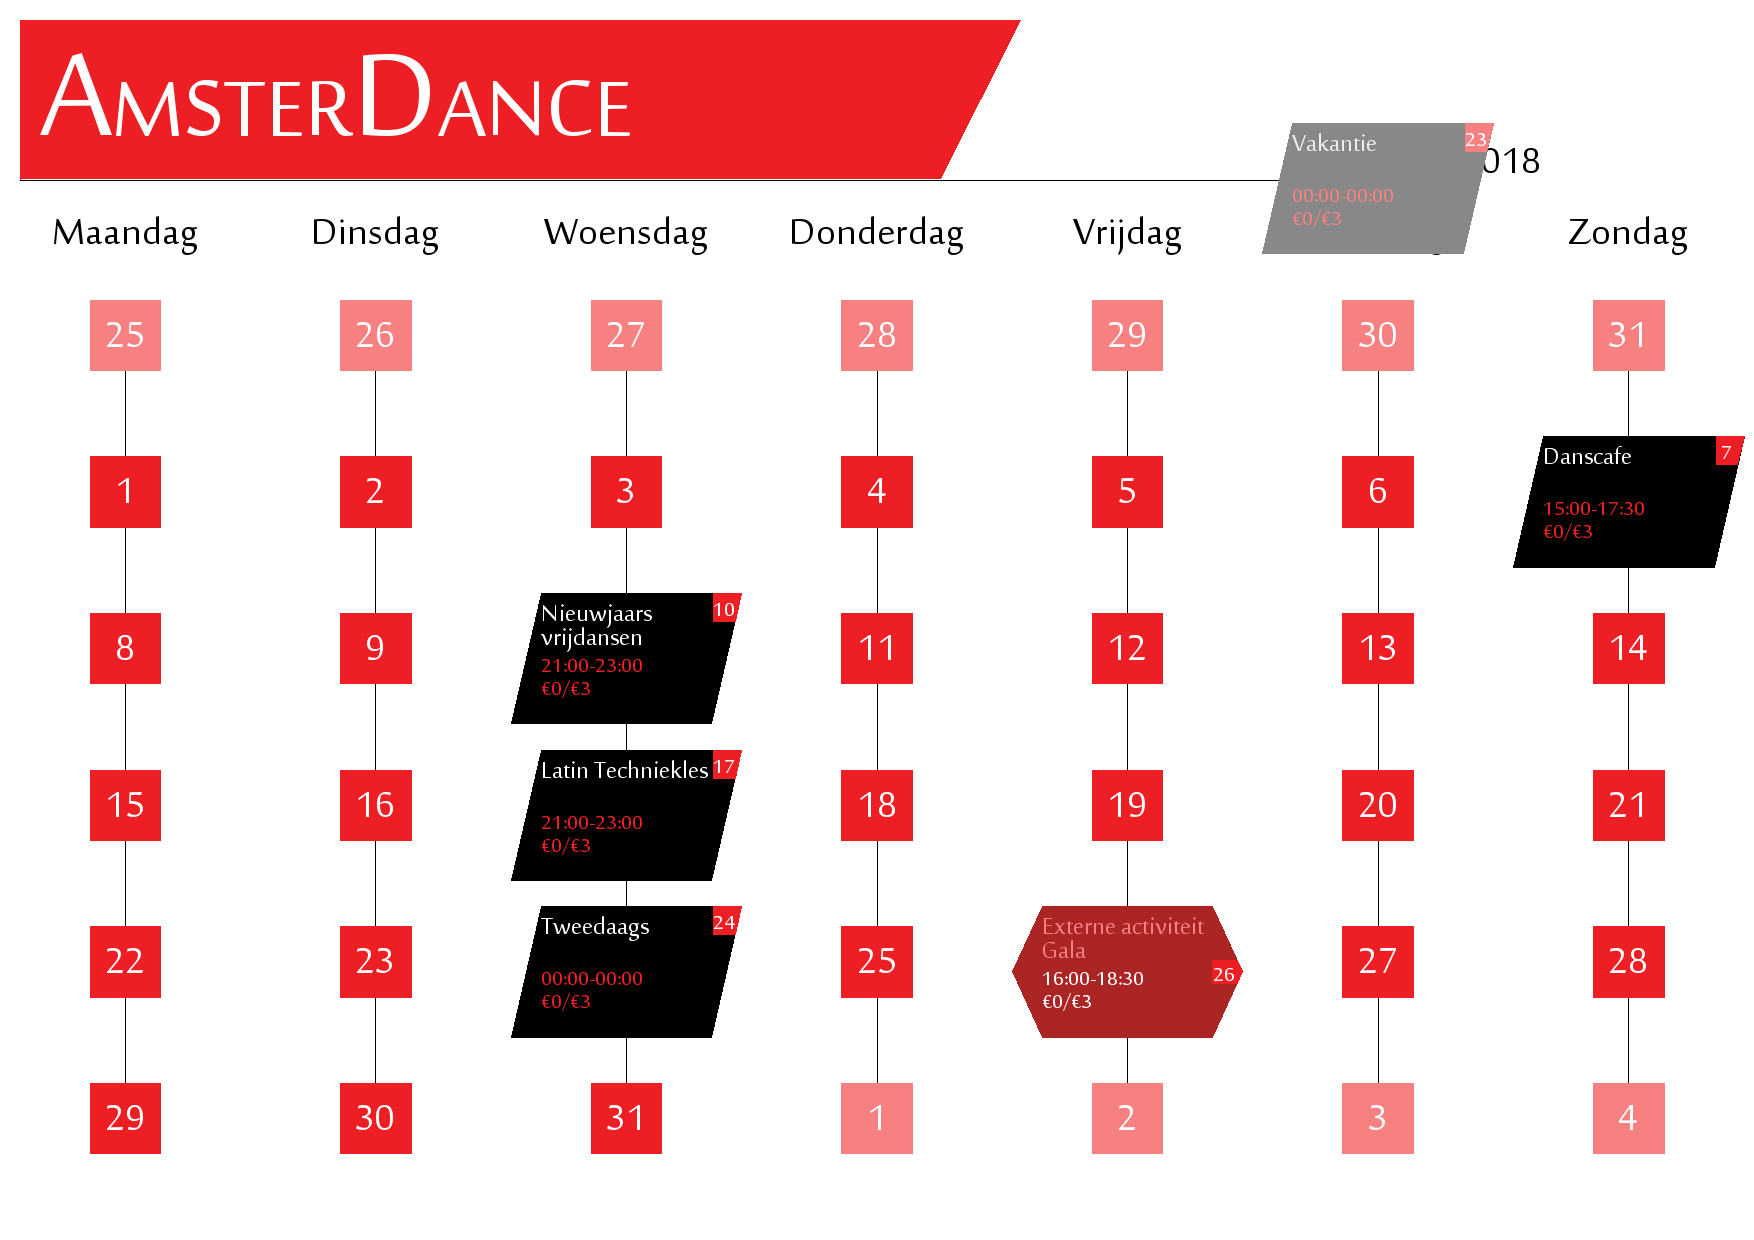 AMSTERDANCE
Vakantie 23
00:00-00:00
€0/€3
018
Maandag Dinsdag Woensdag Donderdag Vrijdag Zondag
25 26 27 28 29 30 31
1 2 3 4 5 6
Danscafe 7
15:00-17:30
€0/€3
8 9
Nieuwjaars 10
vrijdansen
21:00-23:00
€0/€3
11 12 13 14
15 16
Latin Techniekles 17
21:00-23:00
€0/€3
18 19 20 21
22 23
Tweedaags 24
00:00-00:00
€0/€3
25
Externe activiteit
Gala
16:00-18:30 26
€0/€3
27 28
29 30 31 1 2 3 4